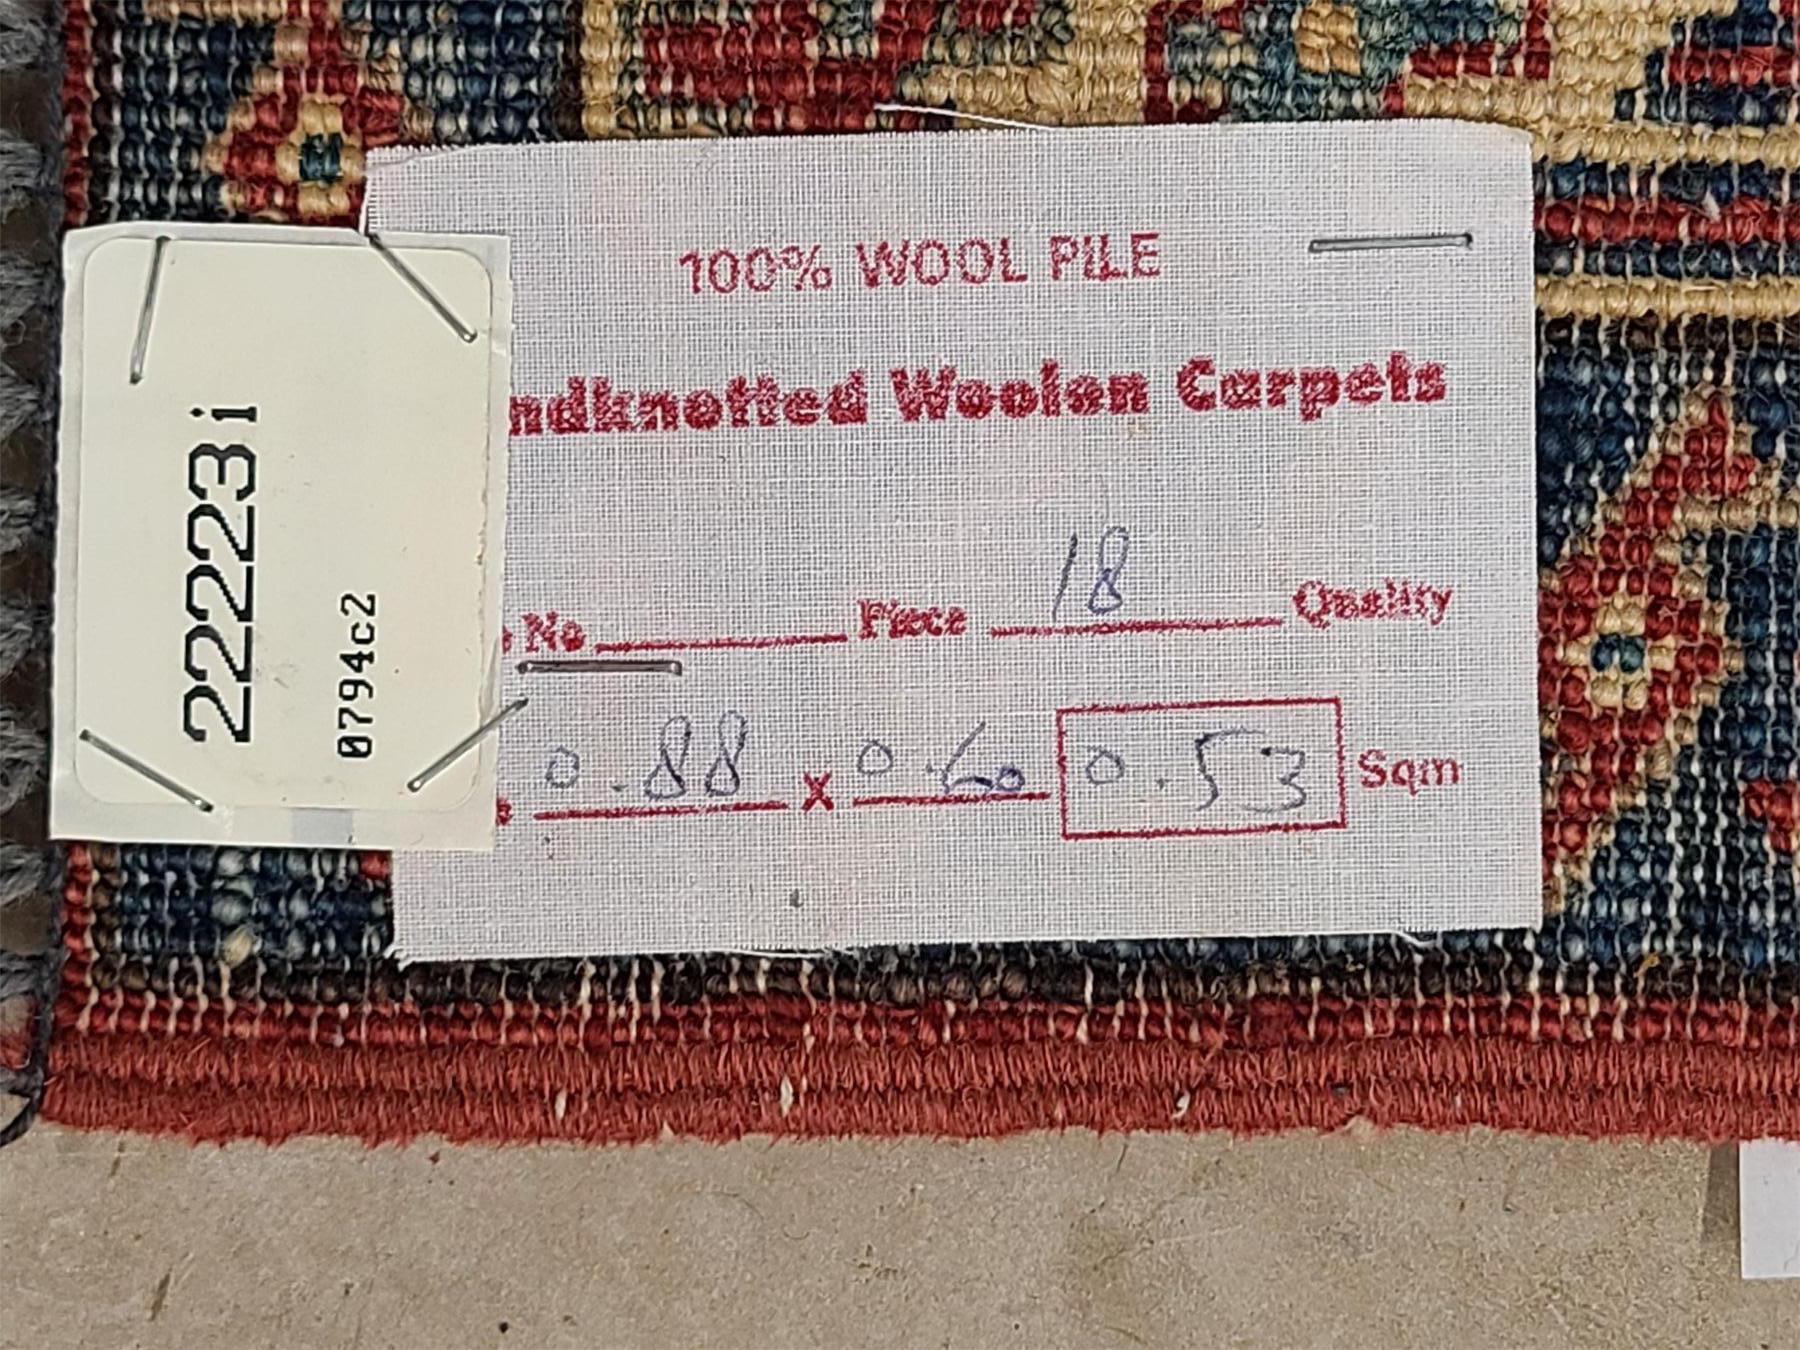 100% WOOL PILE
ndknotted Woolen Carpets
No Piece 18 Quality
0.88 x 0.60 0.53 Sqm
22223i
0794c2